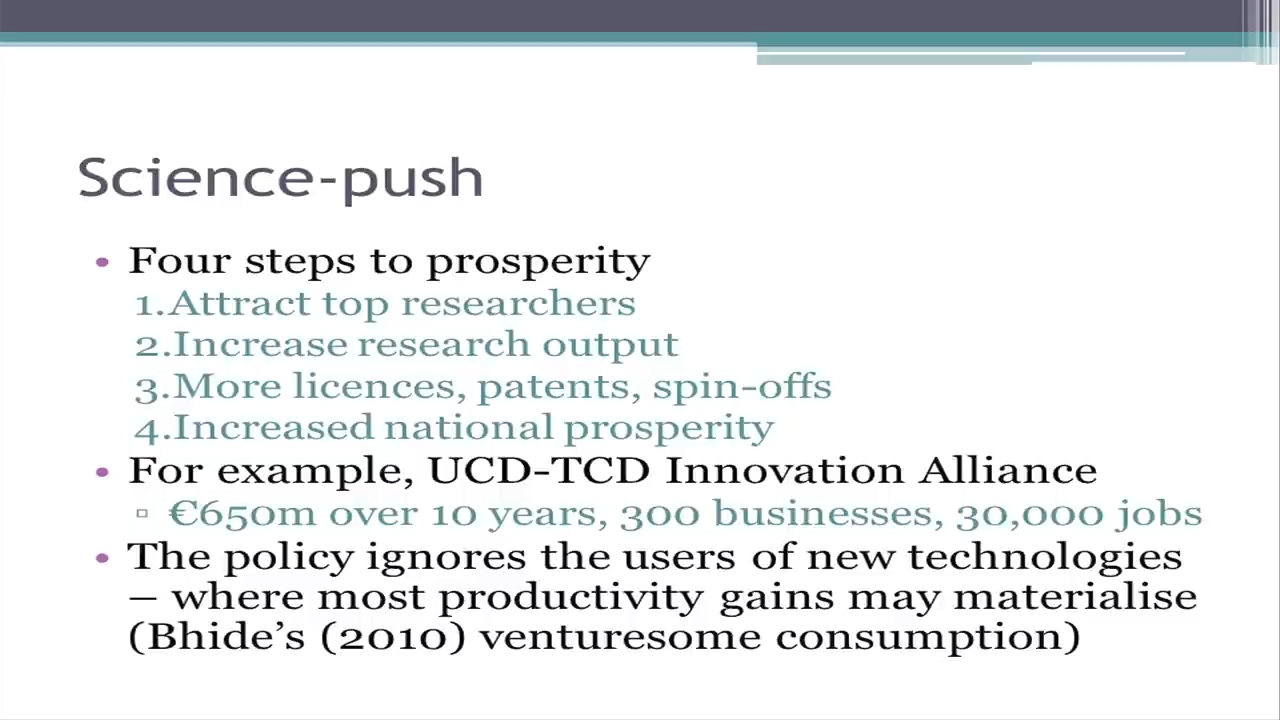 Science-push
• Four steps to prosperity
1.Attract top researchers
2.Increase research output
3.More licences, patents, spin-offs
4.Increased national prosperity
• For example, UCD-TCD Innovation Alliance
▫ €650m over 10 years, 300 businesses, 30,000 jobs
• The policy ignores the users of new technologies
– where most productivity gains may materialise
(Bhide’s (2010) venturesome consumption)